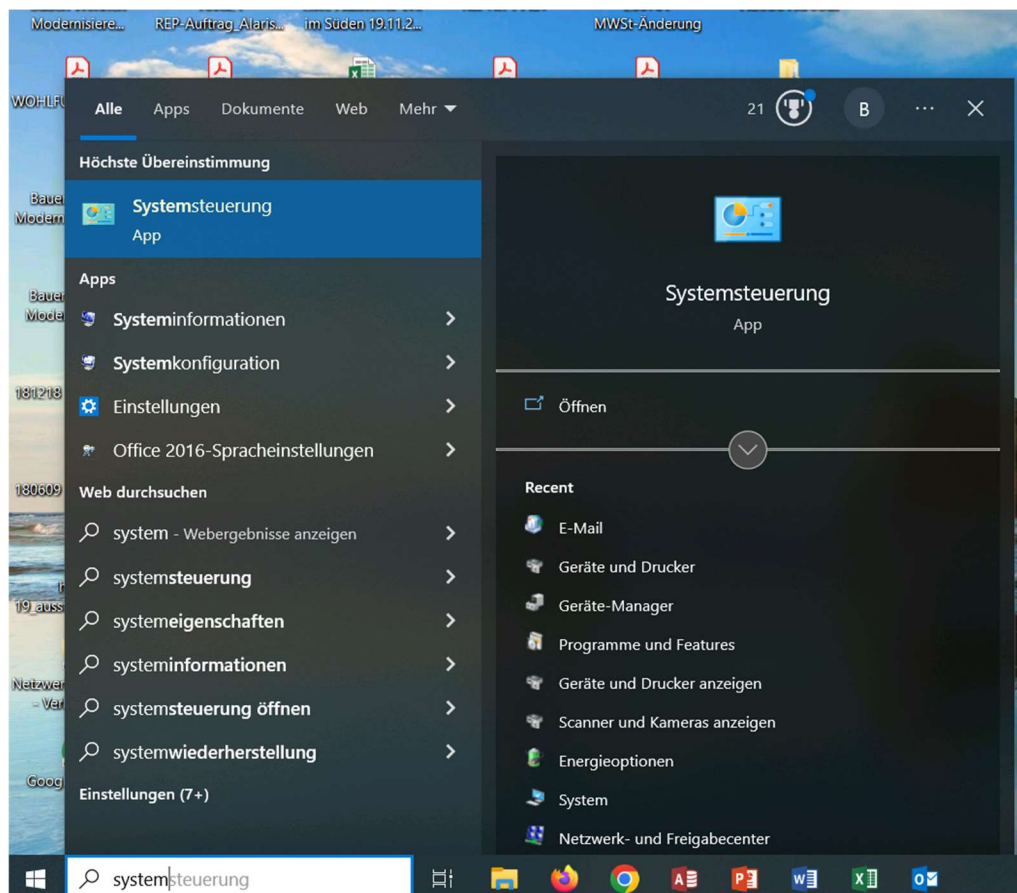 Modernisiere... REP-Auftrag_Alaris... im Süden 19.11.2... MWSt-Änderung
WOHLFU
Alle Apps Dokumente Web Mehr 21 B ... 
Höchste Übereinstimmung
Systemsteuerung
App
Bauer
Modern
Apps
Systeminformationen
Bauer
Mode
Systemkonfiguration
181218
Einstellungen
Office 2016-Spracheinstellungen
180609
Web durchsuchen
system - Webergebnisse anzeigen
systemsteuerung
19_auss
systemeigenschaften
systeminformationen
Netzwer
- Ver
systemsteuerung öffnen
systemwiederherstellung
Goog
Einstellungen (7+)
Systemsteuerung
App
Öffnen
Recent
E-Mail
Geräte und Drucker
Geräte-Manager
Programme und Features
Geräte und Drucker anzeigen
Scanner und Kameras anzeigen
Energieoptionen
System
Netzwerk- und Freigabecenter
systemsteuerung